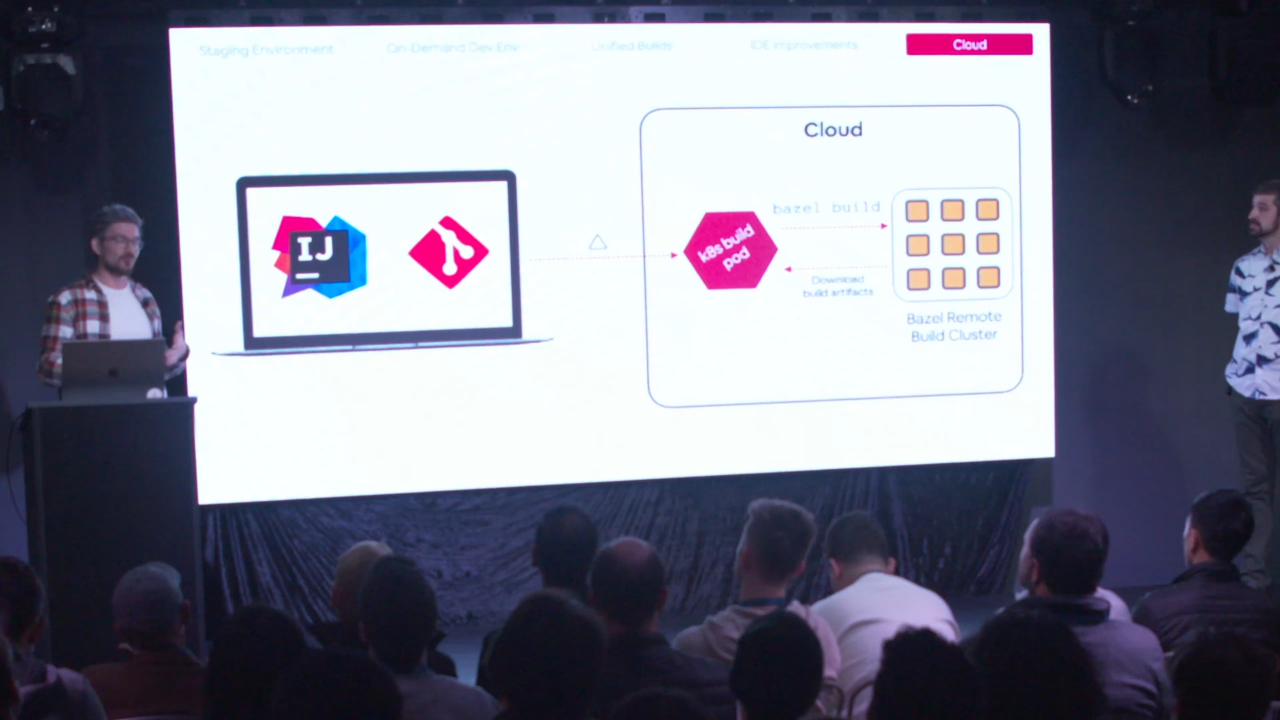 Staging Environment
On-Demand Dev Env
Unified Builds
IDE Improvements
Cloud
Cloud
IJ
k8s build
pod
bazel build
Download
build artifacts
Bazel Remote
Build Cluster